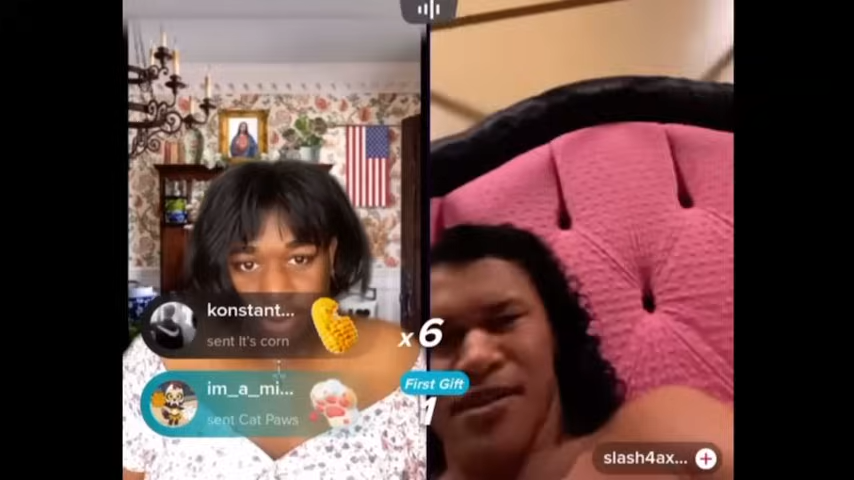 konstant...
sent It's corn
x6
im_a_mi...
sent Cat Paws
First Gift
1
slash4ax...